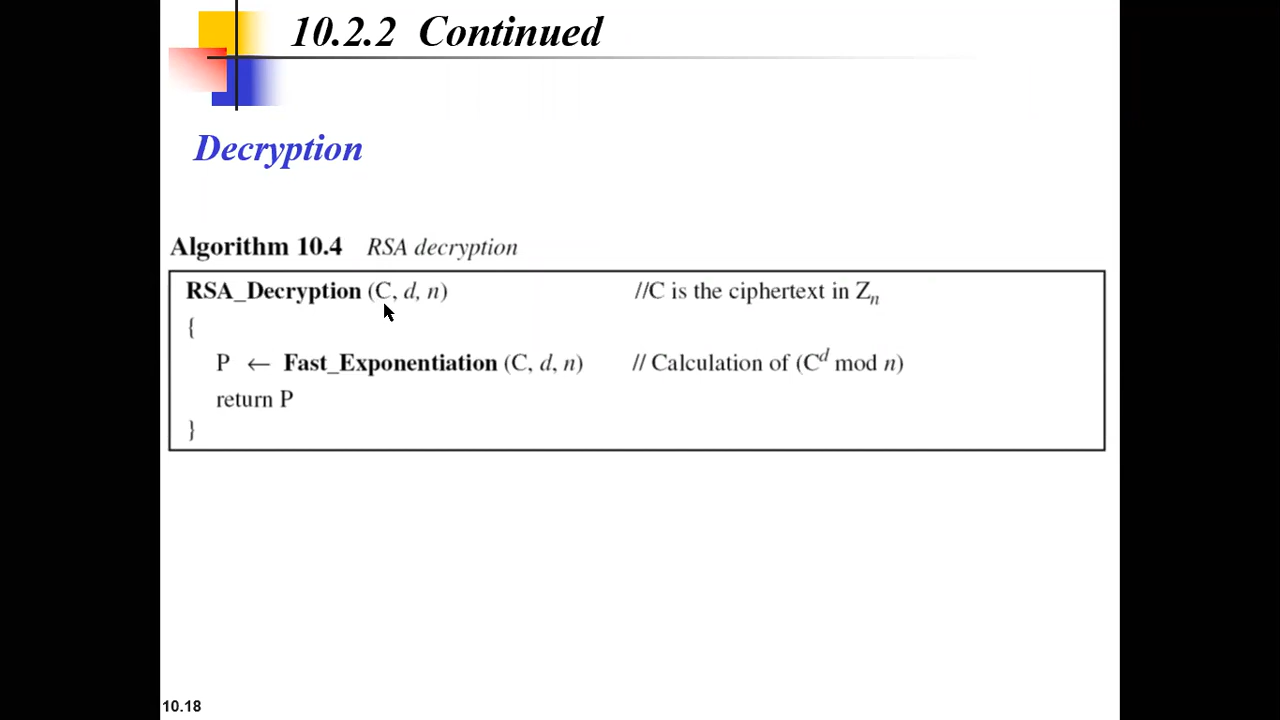 10.2.2 Continued
Decryption
Algorithm 10.4 RSA decryption
RSA_Decryption (C, d, n) //C is the ciphertext in Zn
{
P ← Fast_Exponentiation (C, d, n) // Calculation of (C^d mod n)
return P
}
10.18